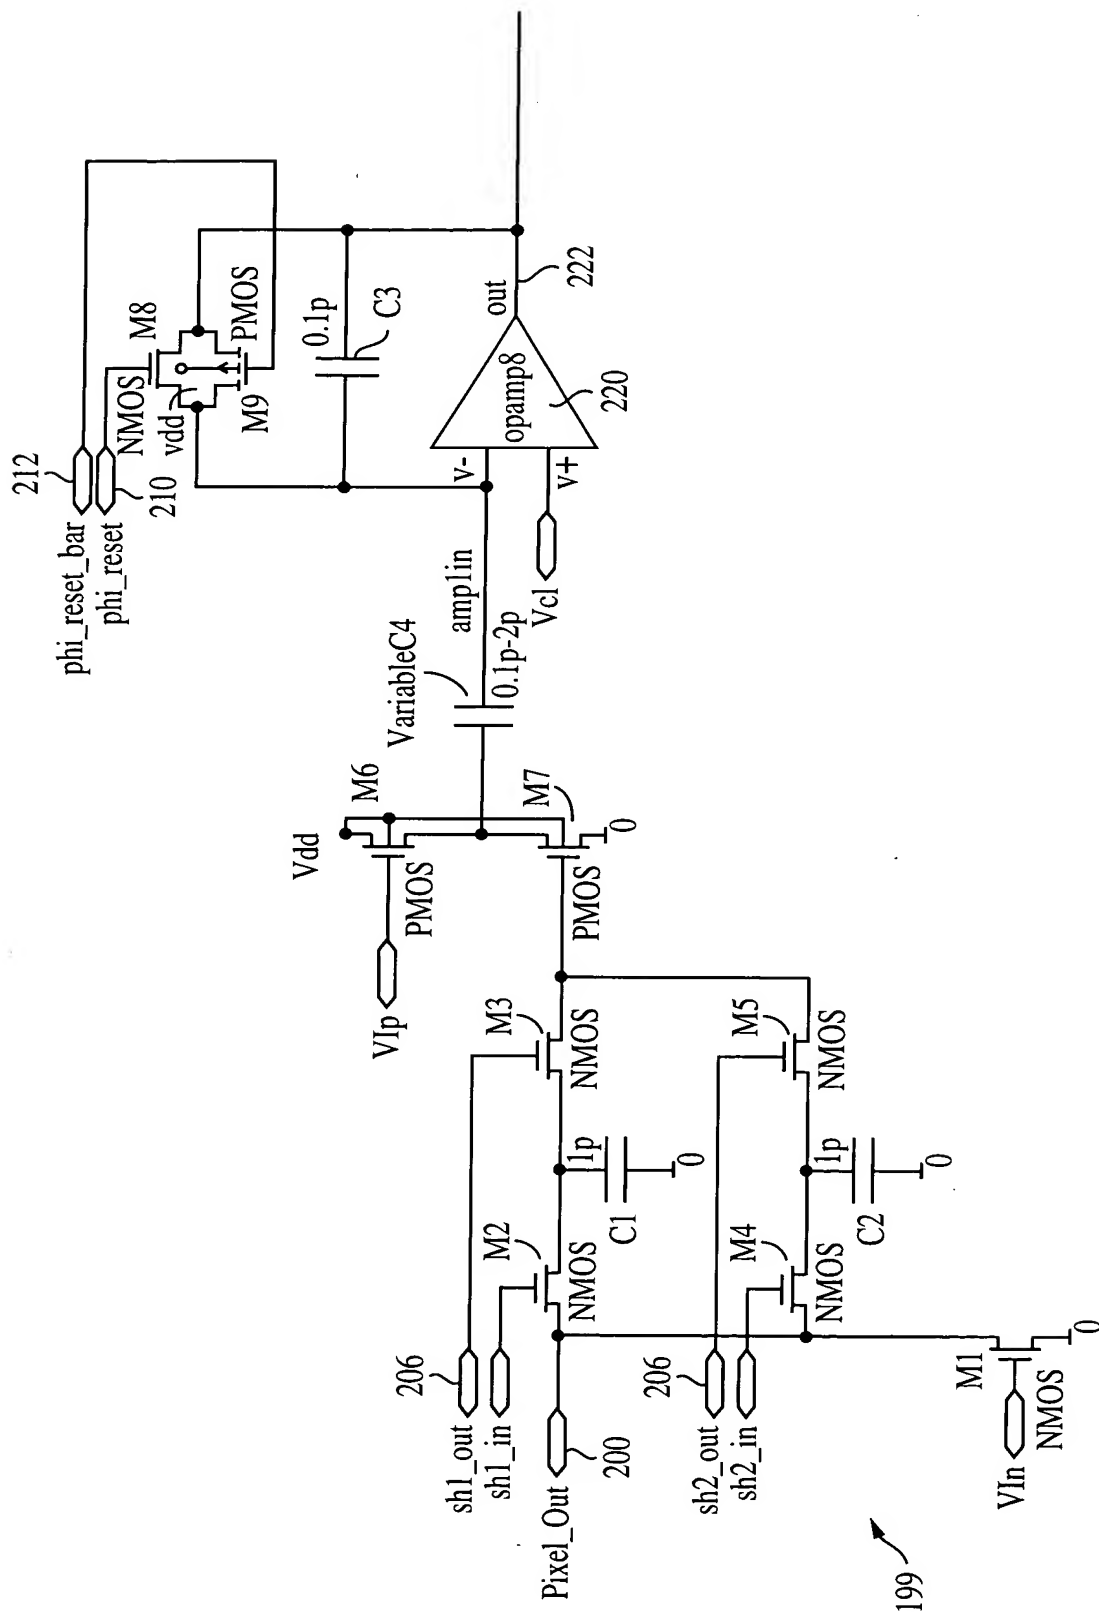 212
phi_reset_bar
phi_reset
210
NMOS
M8
vdd
M9
PMOS
0.1p
C3
v-
v+
opamp8
out
220
222
amp1in
Vcl
VariableC4
0.1p-2p
Vdd
M6
PMOS
VIp
M7
PMOS
0
206
sh1_out
sh1_in
M2
NMOS
M3
NMOS
1p
C1
0
Pixel_Out
200
206
sh2_out
sh2_in
M4
NMOS
M5
NMOS
1p
C2
0
M1
VIn
NMOS
0
199